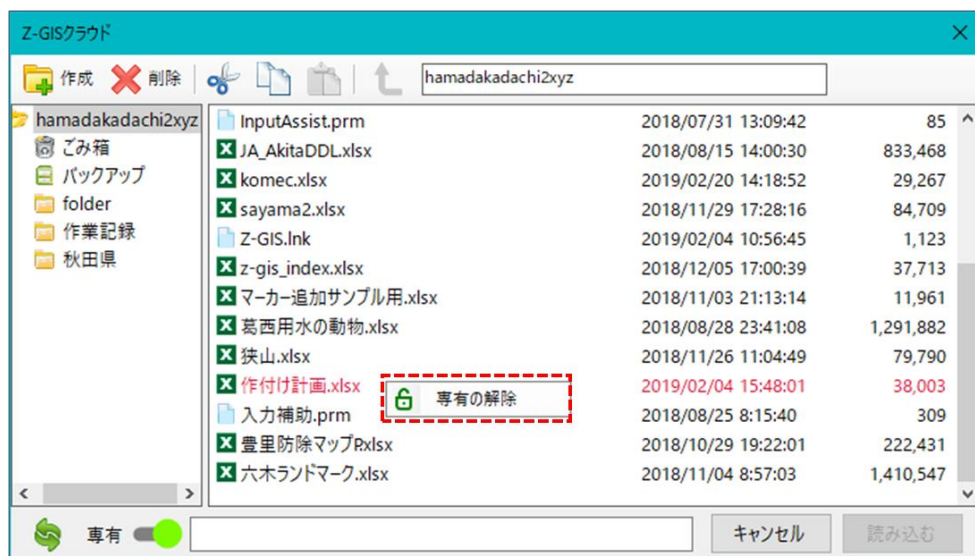 Z-GISクラウド
作成 削除 hamadakadachi2xyz
hamadakadachi2xyz
ごみ箱
バックアップ
folder
作業記録
秋田県
InputAssist.prm 2018/07/31 13:09:42 85
JA_AkitaDDL.xlsx 2018/08/15 14:00:30 833,468
komec.xlsx 2019/02/20 14:18:52 29,267
sayama2.xlsx 2018/11/29 17:28:16 84,709
Z-GIS.lnk 2019/02/04 10:56:45 1,123
z-gis_index.xlsx 2018/12/05 17:00:39 37,713
マーカー追加サンプル用.xlsx 2018/11/03 21:13:14 11,961
葛西用水の動物.xlsx 2018/08/28 23:41:08 1,291,882
狭山.xlsx 2018/11/26 11:04:49 79,790
作付け計画.xlsx 2019/02/04 15:48:01 38,003
専有の解除
入力補助.prm 2018/08/25 8:15:40 309
豊里防除マップP.xlsx 2018/10/29 19:22:01 222,431
六木ランドマーク.xlsx 2018/11/04 8:57:03 1,410,547
専有 キャンセル 読み込む